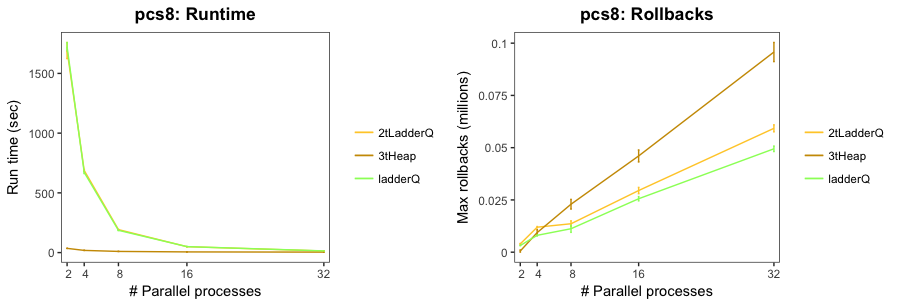 pcs8: Runtime
Run time (sec)
1500
1000
500
0
2 4 8 16 32
# Parallel processes
2tLadderQ
3tHeap
ladderQ
pcs8: Rollbacks
Max rollbacks (millions)
0.1
0.075
0.05
0.025
0
2 4 8 16 32
# Parallel processes
2tLadderQ
3tHeap
ladderQ